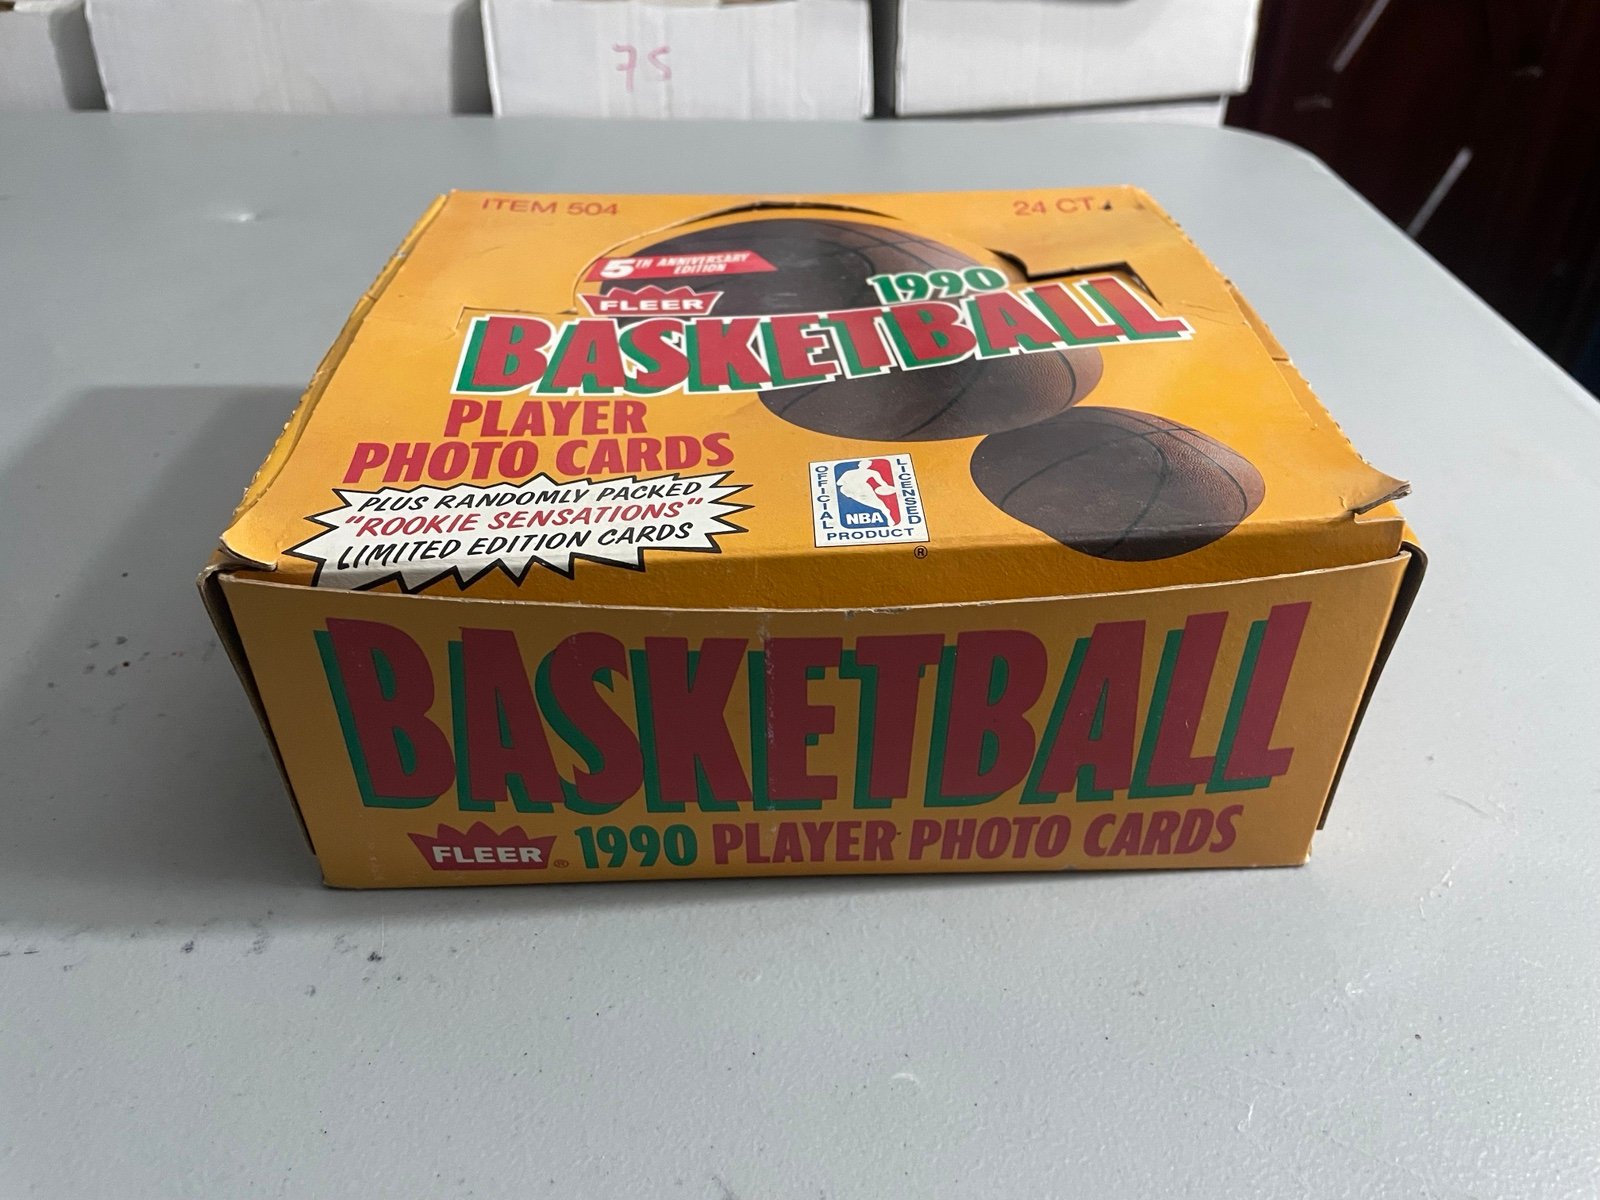 75
ITEM 504
24 CT.
5TH ANNIVERSARY EDITION
FLEER
1990
BASKETBALL
PLAYER
PHOTO CARDS
PLUS RANDOMLY PACKED
"ROOKIE SENSATIONS"
LIMITED EDITION CARDS
OFFICIAL
LICENSED
NBA
PRODUCT
®
BASKETBALL
FLEER® 1990 PLAYER PHOTO CARDS